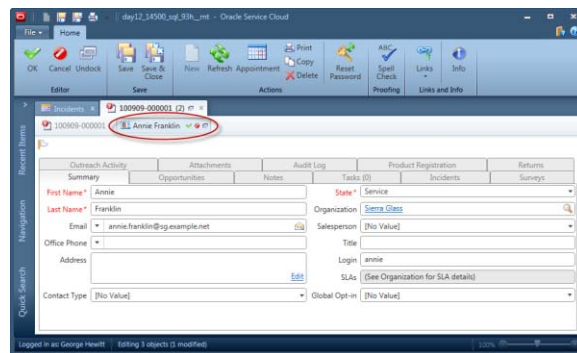 day12_14500_sql_93h__mt - Oracle Service Cloud
File Home
OK Cancel Undock Save Save & Close New Refresh Appointment Print Copy Delete Reset Password ABC Spell Check Links Info
Editor Save Actions Proofing Links and Info
Incidents 100909-000001 (2)
100909-000001 Annie Franklin
Recent Items
Navigation
Quick Search
Outreach Activity Attachments Audit Log Product Registration Returns
Summary Opportunities Notes Tasks (0) Incidents Surveys
First Name* Annie State* Service
Last Name* Franklin Organization Sierra Glass
Email annie.franklin@sg.example.net Salesperson [No Value]
Office Phone Title
Address Login annie
Edit SLAs (See Organization for SLA details)
Contact Type [No Value] Global Opt-in [No Value]
Logged in as: George Hewitt Editing 3 objects (1 modified) 100%